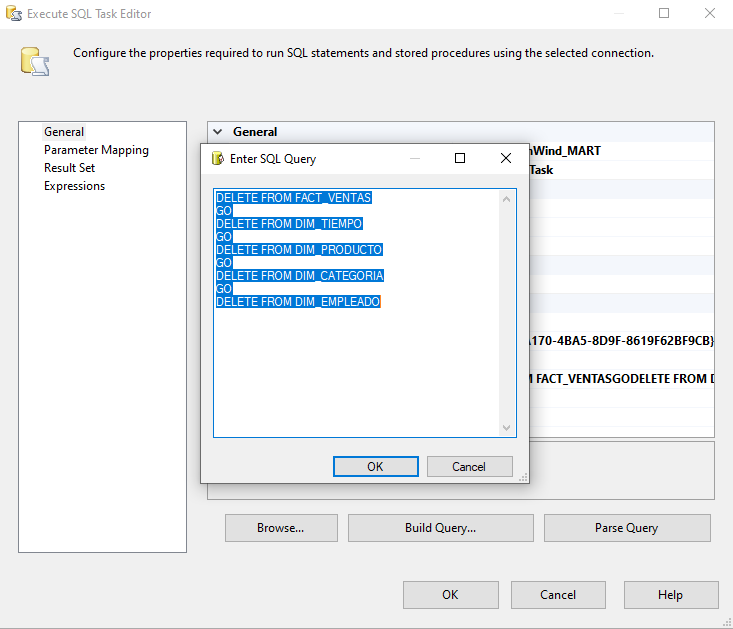 Execute SQL Task Editor
Configure the properties required to run SQL statements and stored procedures using the selected connection.
General
Parameter Mapping
Result Set
Expressions
General
Wind_MART
Task
170-4BA5-8D9F-8619F62BF9CB}
FACT_VENTASGODELETE FROM
Enter SQL Query
DELETE FROM FACT_VENTAS
GO
DELETE FROM DIM_TIEMPO
GO
DELETE FROM DIM_PRODUCTO
GO
DELETE FROM DIM_CATEGORIA
GO
DELETE FROM DIM_EMPLEADO
OK
Cancel
Browse...
Build Query...
Parse Query
OK
Cancel
Help